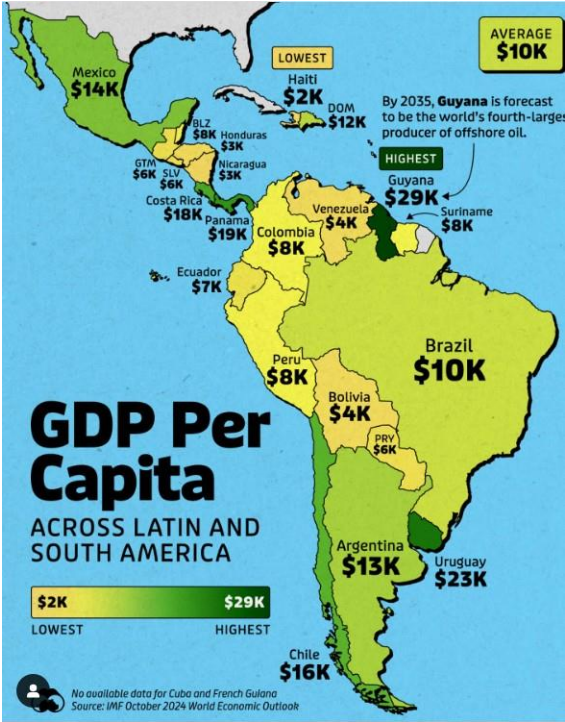 AVERAGE
$10K
LOWEST
Haiti
$2K
DOM
$12K
Mexico
$14K
By 2035, Guyana is forecast
to be the world's fourth-larges
producer of offshore oil.
BLZ
$8K
Honduras
$3K
GTM
$6K
SLV
$6K
Nicaragua
$3K
HIGHEST
Guyana
$29K
Costa Rica
$18K
Panama
$19K
Venezuela
$4K
Suriname
$8K
Colombia
$8K
Ecuador
$7K
Brazil
$10K
Peru
$8K
Bolivia
$4K
PRY
$6K
GDP Per
Capita
ACROSS LATIN AND
SOUTH AMERICA
Argentina
$13K
Uruguay
$23K
$2K
$29K
LOWEST
HIGHEST
Chile
$16K
No available data for Cuba and French Guiana
Source: IMF October 2024 World Economic Outlook